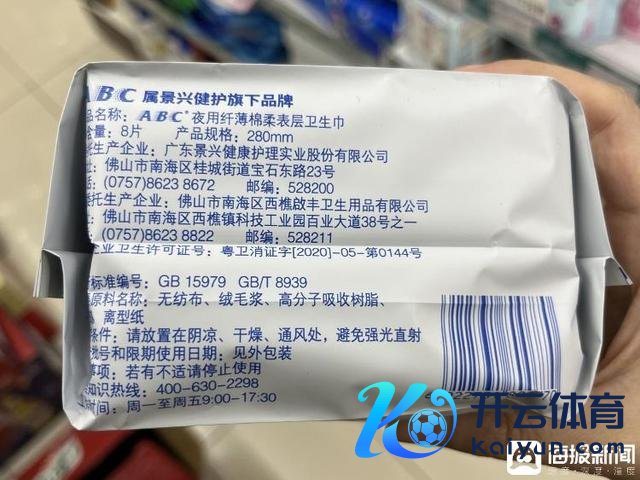 ABC 属景兴健护旗下品牌
品名称：ABC® 夜用纤薄棉柔表层卫生巾
含量：8片 产品规格：280mm
托生产企业：广东景兴健康护理实业股份有限公司
址：佛山市南海区桂城街道宝石东路23号
：(0757)8623 8672 邮编：528200
托生产企业：佛山市南海区西樵啟丰卫生用品有限公司
址：佛山市南海区西樵镇科技工业园百业大道38号之一
：(0757)8623 8822 邮编：528211
企业卫生许可证号：粤卫消证字[2020]-05-第0144号
标准编号：GB 15979 GB/T 8939
原料名称：无纺布、绒毛浆、高分子吸收树脂、
离型纸
条件：请放置在阴凉、干燥、通风处，避免强光直射
号和限期使用日期：见外包装
事项：若有不适请停止使用
知识热线：400-630-2298
时间：周一至周五9:00-17:30
开云体育
Kaiyun.com
海报新闻